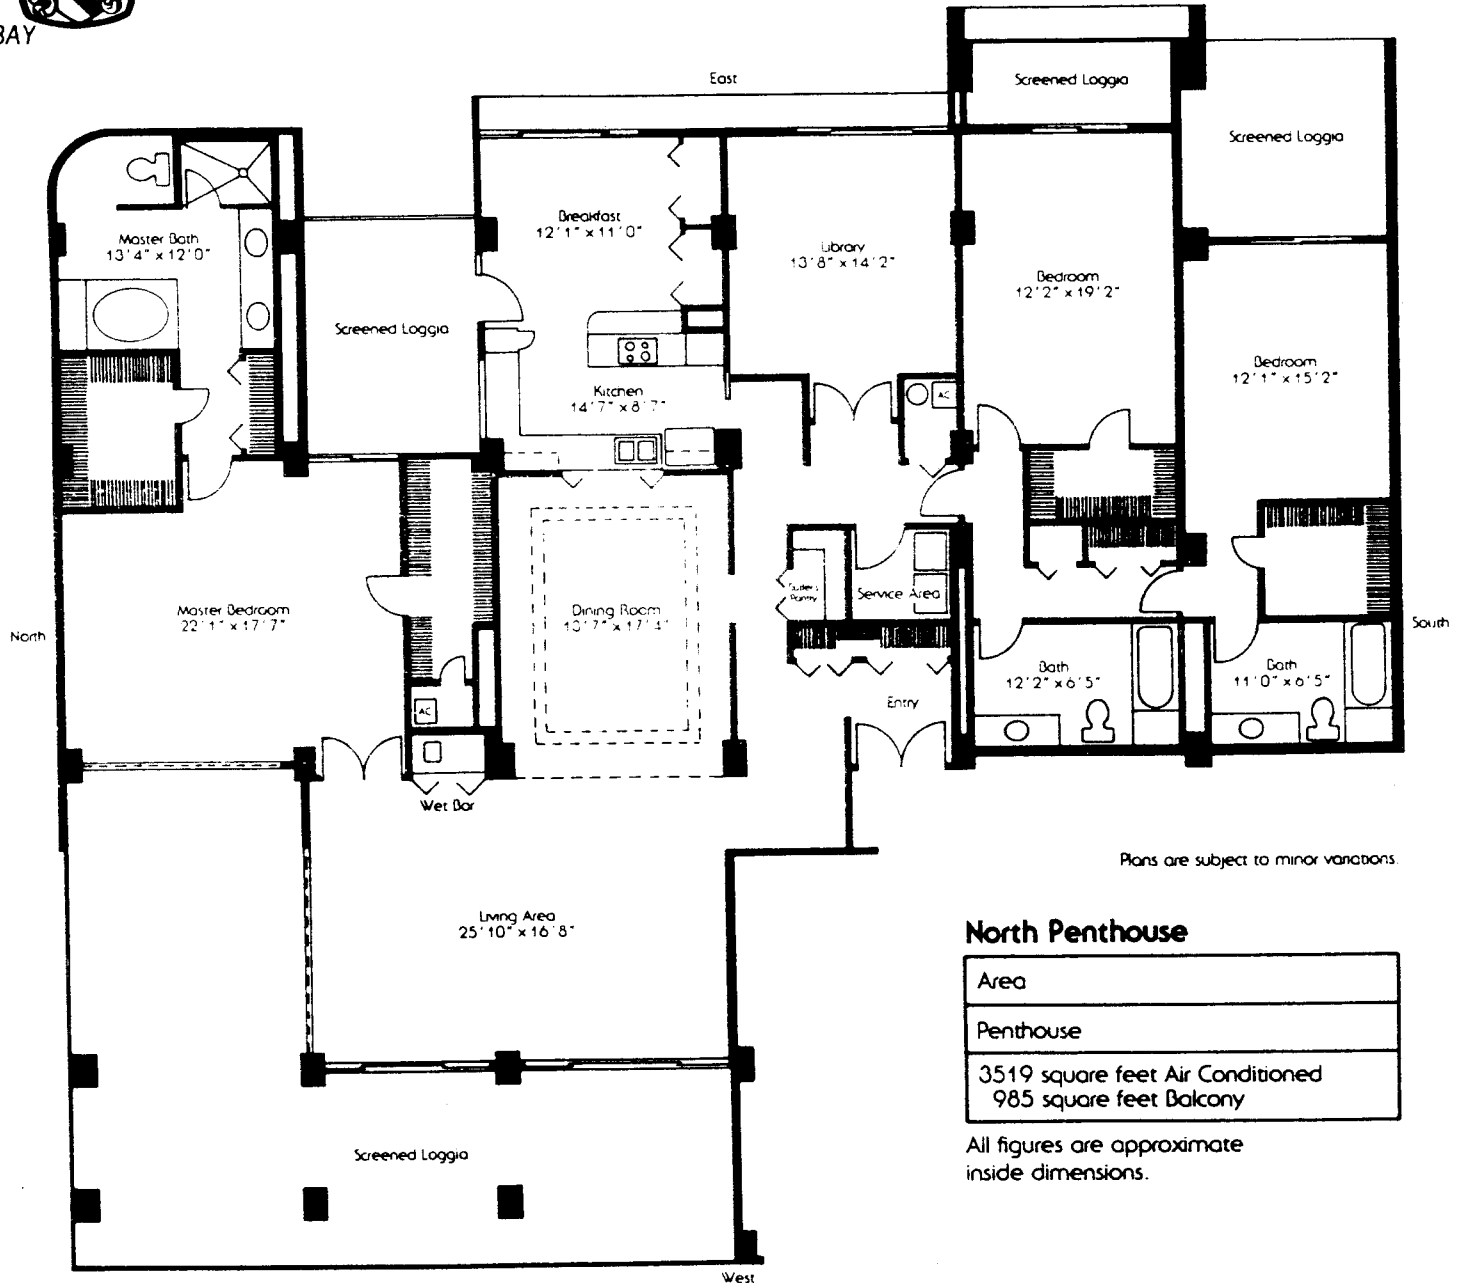 BAY
East
Screened Loggia
Screened Loggia
Breakfast
12'1" x 11'0"
Master Bath
13'4" x 12'0"
Library
13'8" x 14'2"
Bedroom
12'2" x 19'2"
Screened Loggia
Bedroom
12'1" x 15'2"
Kitchen
14'7" x 8'7"
AC
Master Bedroom
22'1" x 17'7"
Dining Room
Butler's
Pantry
Service Area
North
South
Bath
12'2" x 6'5"
Bath
11'0" x 6'5"
AC
Entry
Wet Bar
Plans are subject to minor variations.
Living Area
25'10" x 16'8"
North Penthouse
Area
Penthouse
3519 square feet Air Conditioned
985 square feet Balcony
All figures are approximate
inside dimensions.
Screened Loggia
West